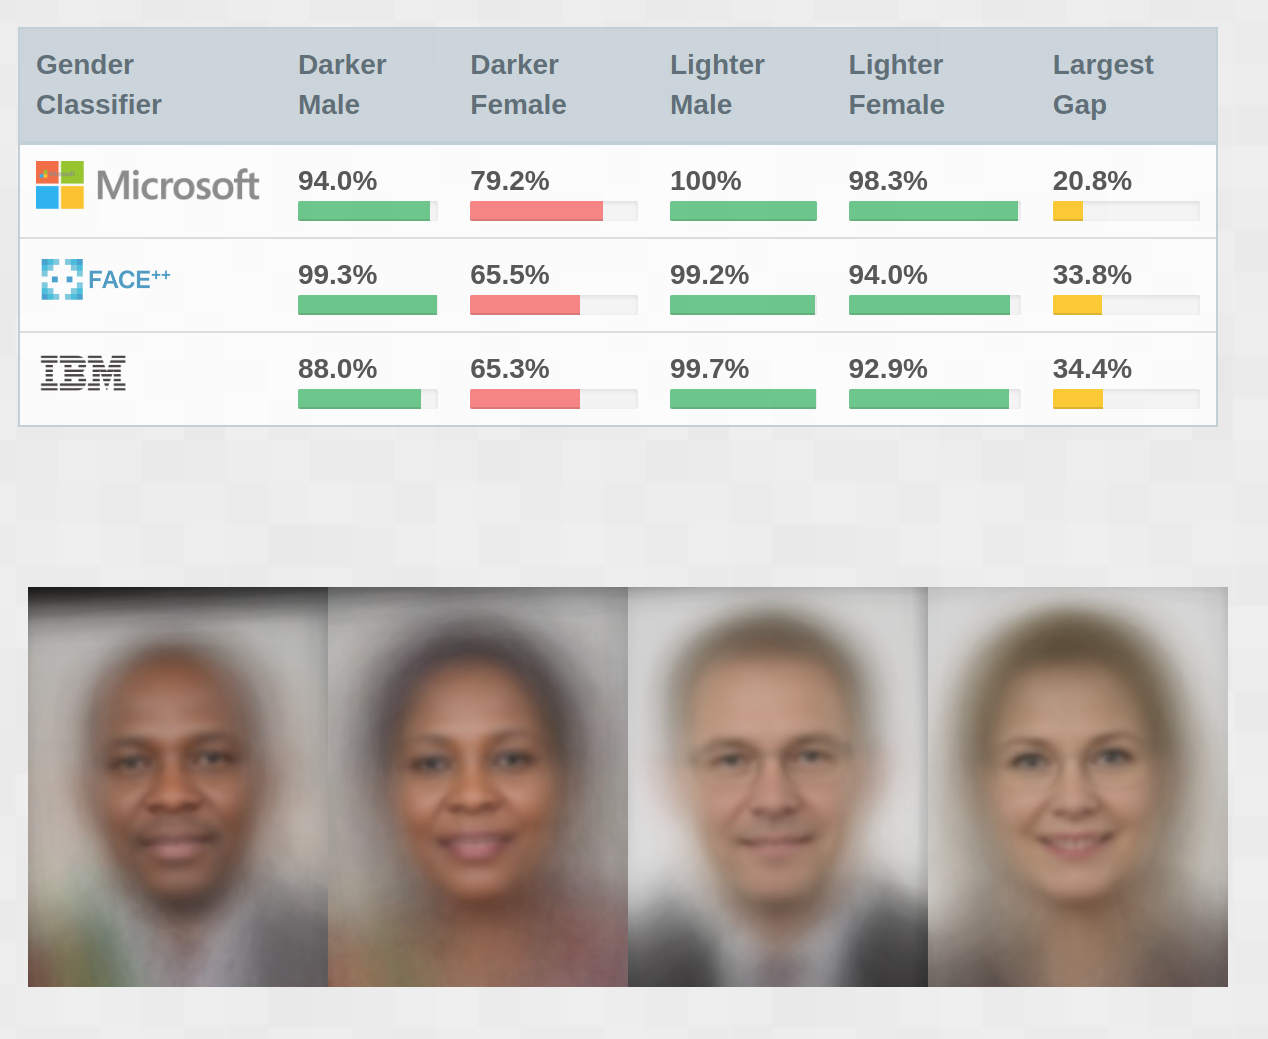 Gender Darker Darker Lighter Lighter Largest
Classifier Male Female Male Female Gap
Microsoft 94.0% 79.2% 100% 98.3% 20.8%
FACE++ 99.3% 65.5% 99.2% 94.0% 33.8%
IBM 88.0% 65.3% 99.7% 92.9% 34.4%